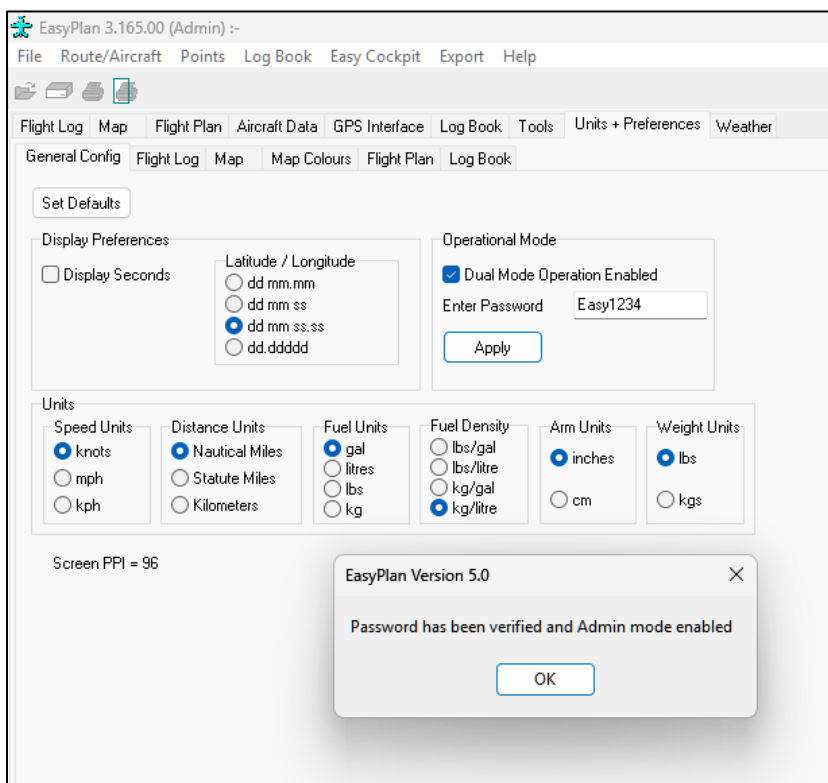 EasyPlan 3.165.00 (Admin) :-
File Route/Aircraft Points Log Book Easy Cockpit Export Help
Flight Log Map Flight Plan Aircraft Data GPS Interface Log Book Tools Units + Preferences Weather
General Config Flight Log Map Map Colours Flight Plan Log Book
Set Defaults
Display Preferences
Display Seconds
Latitude / Longitude
dd mm.mm
dd mm ss
dd mm ss.ss
dd.ddddd
Operational Mode
Dual Mode Operation Enabled
Enter Password Easy1234
Apply
Units
Speed Units
knots
mph
kph
Distance Units
Nautical Miles
Statute Miles
Kilometers
Fuel Units
gal
litres
lbs
kg
Fuel Density
lbs/gal
lbs/litre
kg/gal
kg/litre
Arm Units
inches
cm
Weight Units
lbs
kgs
Screen PPI = 96
EasyPlan Version 5.0
Password has been verified and Admin mode enabled
OK